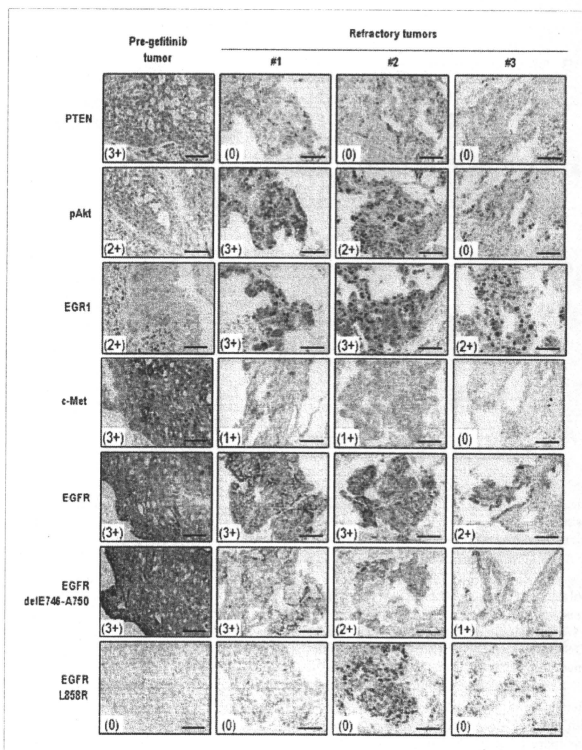 Pre-gefitinib
tumor
Refractory tumors
#1 #2 #3
PTEN
(3+) (0) (0) (0)
pAkt
(2+) (3+) (2+) (0)
EGR1
(2+) (3+) (3+) (2+)
c-Met
(3+) (1+) (1+) (0)
EGFR
(3+) (3+) (3+) (2+)
EGFR
delE746-A750
(3+) (3+) (2+) (1+)
EGFR
L858R
(0) (0) (0) (0)